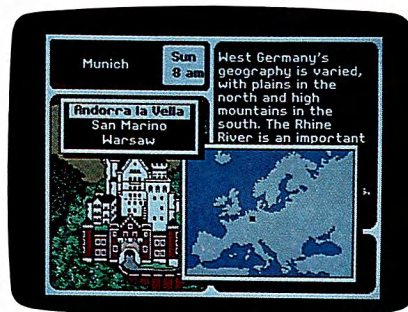 Munich
Sun
8 am
West Germany's
geography is varied,
with plains in the
north and high
mountains in the
south. The Rhine
River is an important
Andorra la Vella
San Marino
Warsaw